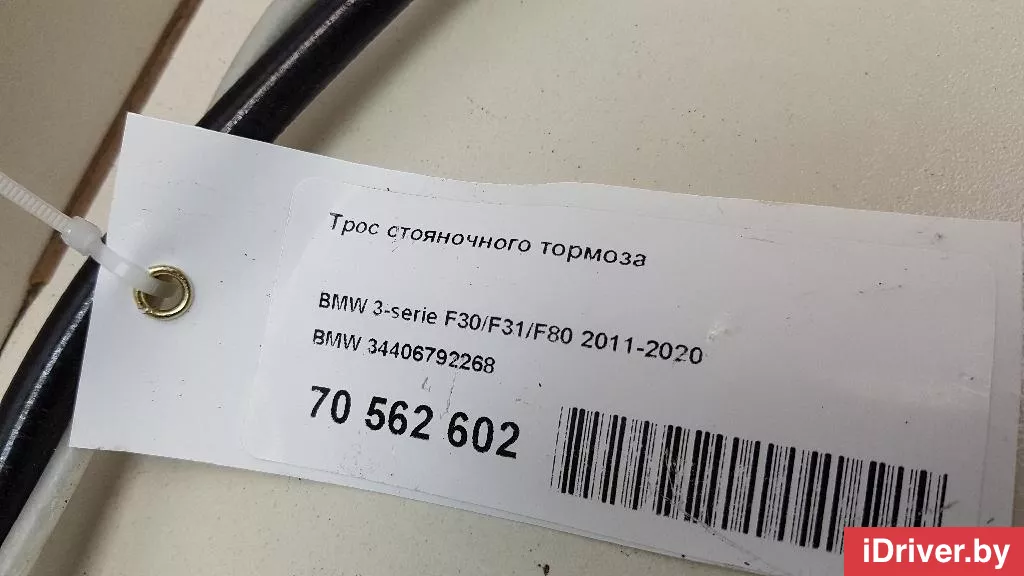 Трос стояночного тормоза
BMW 3-serie F30/F31/F80 2011-2020
BMW 34406792268
70 562 602
iDriver.by